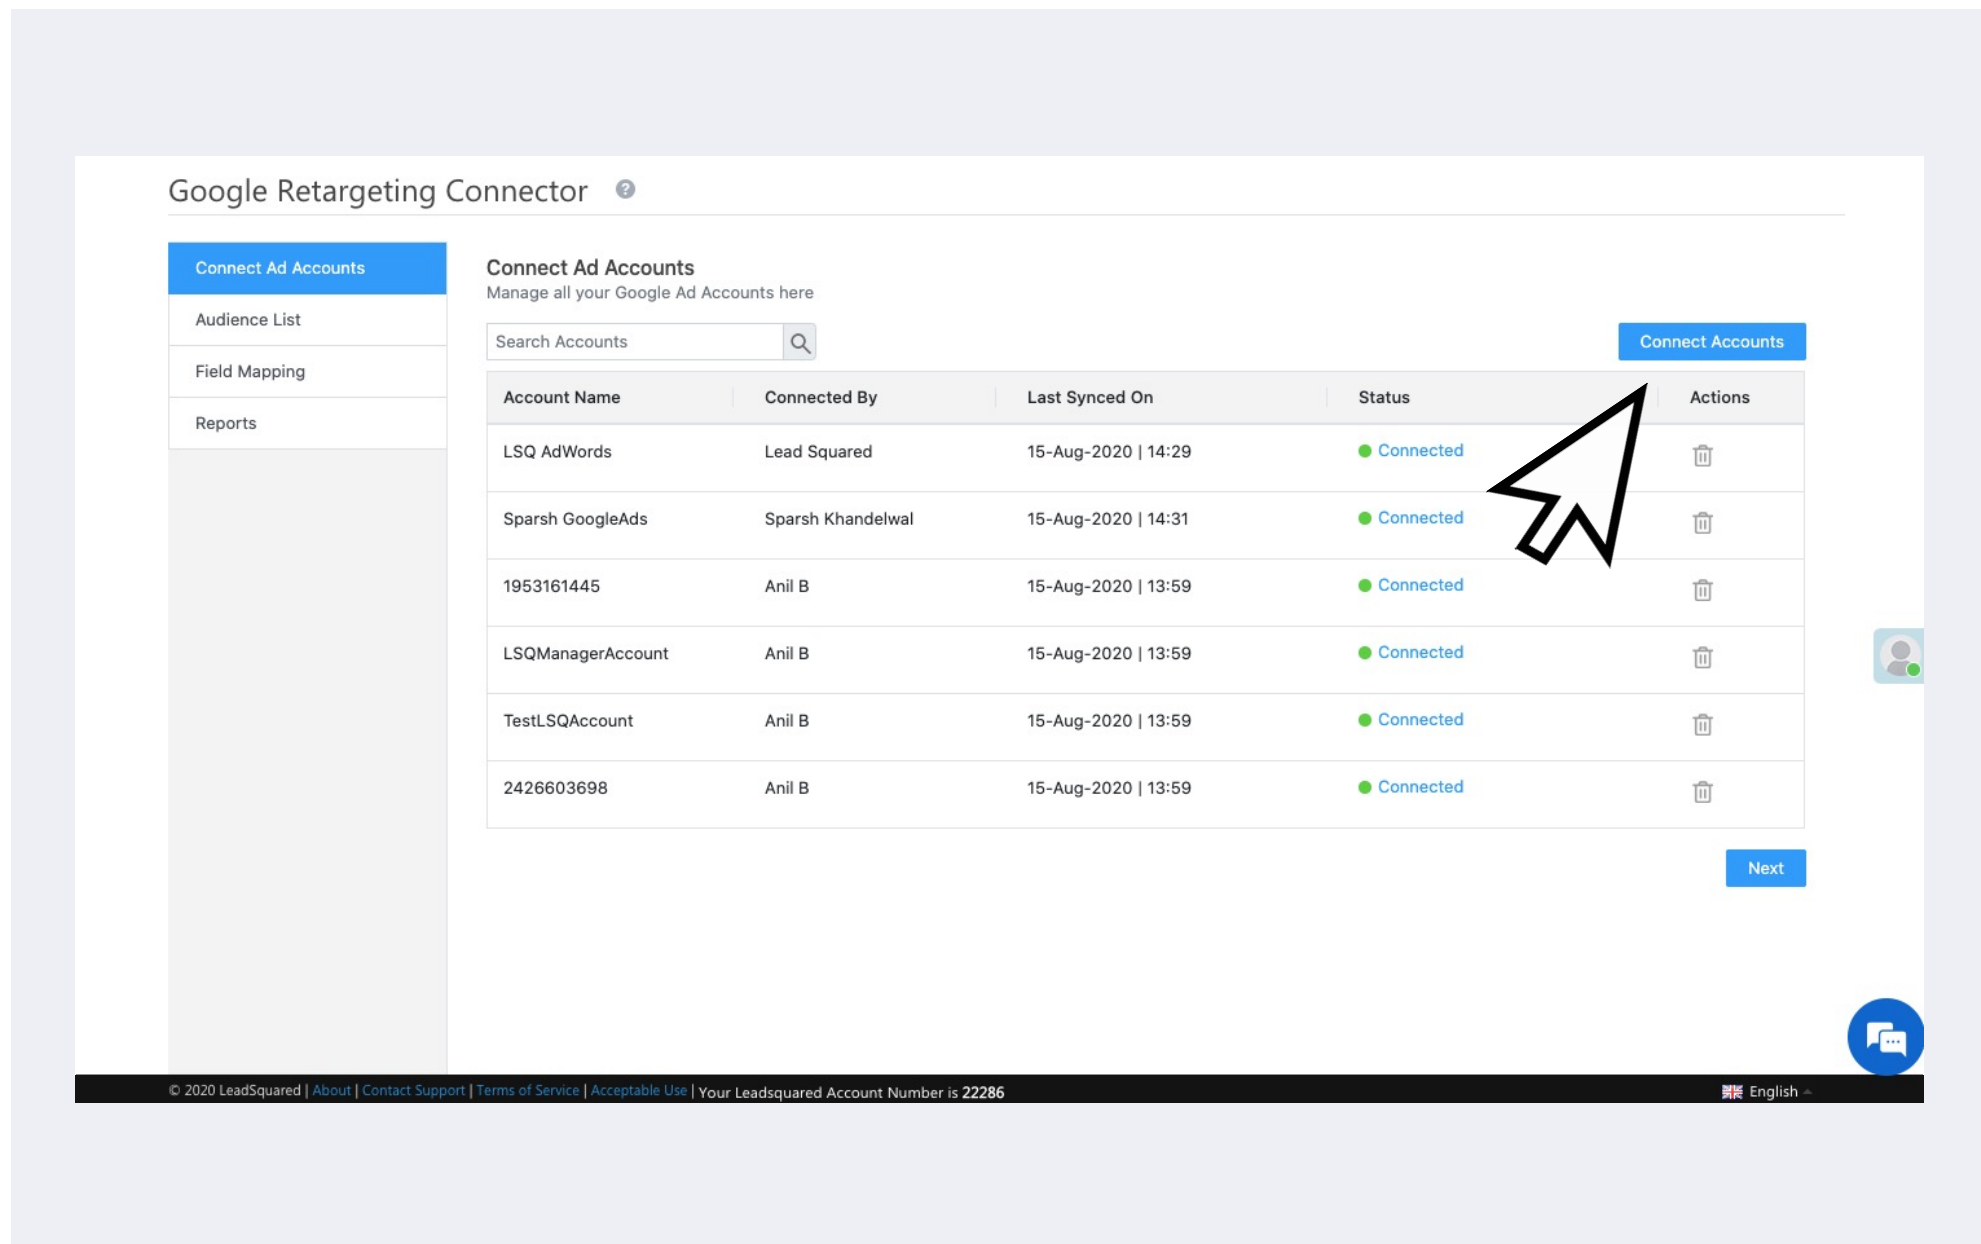 Google Retargeting Connector ?
Connect Ad Accounts
Audience List
Field Mapping
Reports
Connect Ad Accounts
Manage all your Google Ad Accounts here
Search Accounts
Connect Accounts
Account Name Connected By Last Synced On Status Actions
LSQ AdWords Lead Squared 15-Aug-2020 | 14:29 Connected
Sparsh GoogleAds Sparsh Khandelwal 15-Aug-2020 | 14:31 Connected
1953161445 Anil B 15-Aug-2020 | 13:59 Connected
LSQManagerAccount Anil B 15-Aug-2020 | 13:59 Connected
TestLSQAccount Anil B 15-Aug-2020 | 13:59 Connected
2426603698 Anil B 15-Aug-2020 | 13:59 Connected
Next
© 2020 LeadSquared | About | Contact Support | Terms of Service | Acceptable Use | Your Leadsquared Account Number is 22286 English